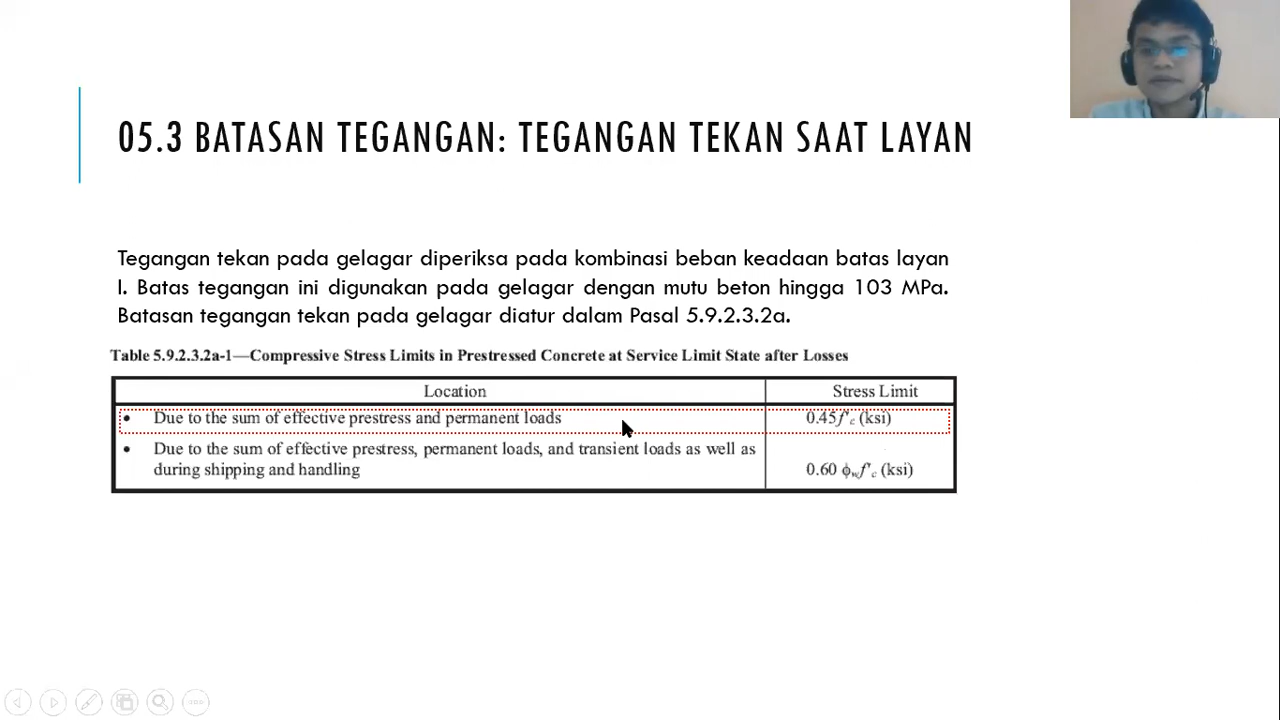 05.3 BATASAN TEGANGAN: TEGANGAN TEKAN SAAT LAYAN
Tegangan tekan pada gelagar diperiksa pada kombinasi beban keadaan batas layan
I. Batas tegangan ini digunakan pada gelagar dengan mutu beton hingga 103 MPa.
Batasan tegangan tekan pada gelagar diatur dalam Pasal 5.9.2.3.2a.
Table 5.9.2.3.2a-1—Compressive Stress Limits in Prestressed Concrete at Service Limit State after Losses
Location Stress Limit
• Due to the sum of effective prestress and permanent loads 0.45f′c (ksi)
• Due to the sum of effective prestress, permanent loads, and transient loads as well as
during shipping and handling 0.60 ϕwf′c (ksi)